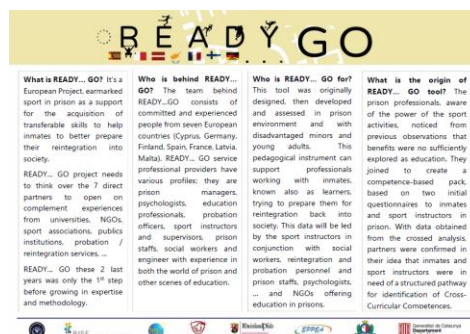 READY GO
What is READY... GO? It's a
European Project, earmarked
sport in prison as a support
for the acquisition of
transferable skills to help
inmates to better prepare
their reintegration into
society.
READY... GO project needs
to think over the 7 direct
partners to open on
complement experiences
from universities, NGOs,
sport associations, publics
institutions, probation /
reintegration services, ...
READY... GO these 2 last
years was only the 1st step
before growing in expertise
and methodology.
Who is behind READY...
GO? The team behind
READY...GO consists of
committed and experienced
people from seven European
countries (Cyprus, Germany,
Finland, Spain, France, Latvia,
Malta). READY... GO service
professional providers have
various profiles; they are
prison managers,
psychologists, education
professionals, probation
officers, sport instructors
and supervisors, prison
staffs, social workers and
engineer with experience in
both the world of prison and
other scenes of education.
Who is READY... GO for?
This tool was originally
designed, then developed
and assessed in prison
environment and with
disadvantaged minors and
young adults. This
pedagogical instrument can
support professionals
working with inmates,
known also as learners,
trying to prepare them for
reintegration back into
society. This data will be led
by the sport instructors in
conjunction with social
workers, reintegration and
probation personnel and
prison staffs, psychologists,
... and NGOs offering
education in prisons.
What is the origin of
READY... GO tool? The
prison professionals, aware
of the power of the sport
activities, noticed from
previous observations that
benefits were no sufficiently
explored as education. They
joined to create a
competence-based pack,
based on two initial
questionnaires to inmates
and sport instructors in
prison. With data obtained
from the crossed analysis,
partners were confirmed in
their idea that inmates and
sport instructors were in
need of a structured pathway
for identification of Cross-
Curricular Competences.
RheinlandPfalz
EPPEA
Generalitat de Catalunya